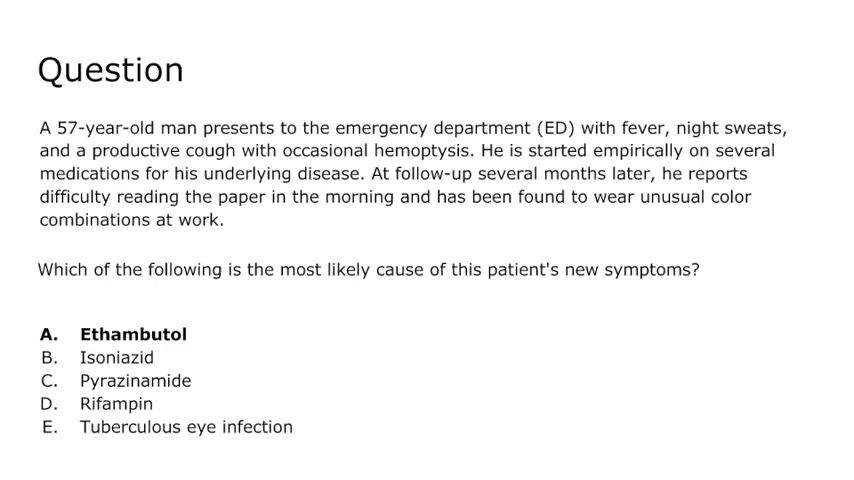 Question
A 57-year-old man presents to the emergency department (ED) with fever, night sweats,
and a productive cough with occasional hemoptysis. He is started empirically on several
medications for his underlying disease. At follow-up several months later, he reports
difficulty reading the paper in the morning and has been found to wear unusual color
combinations at work.
Which of the following is the most likely cause of this patient's new symptoms?
A. Ethambutol
B. Isoniazid
C. Pyrazinamide
D. Rifampin
E. Tuberculous eye infection